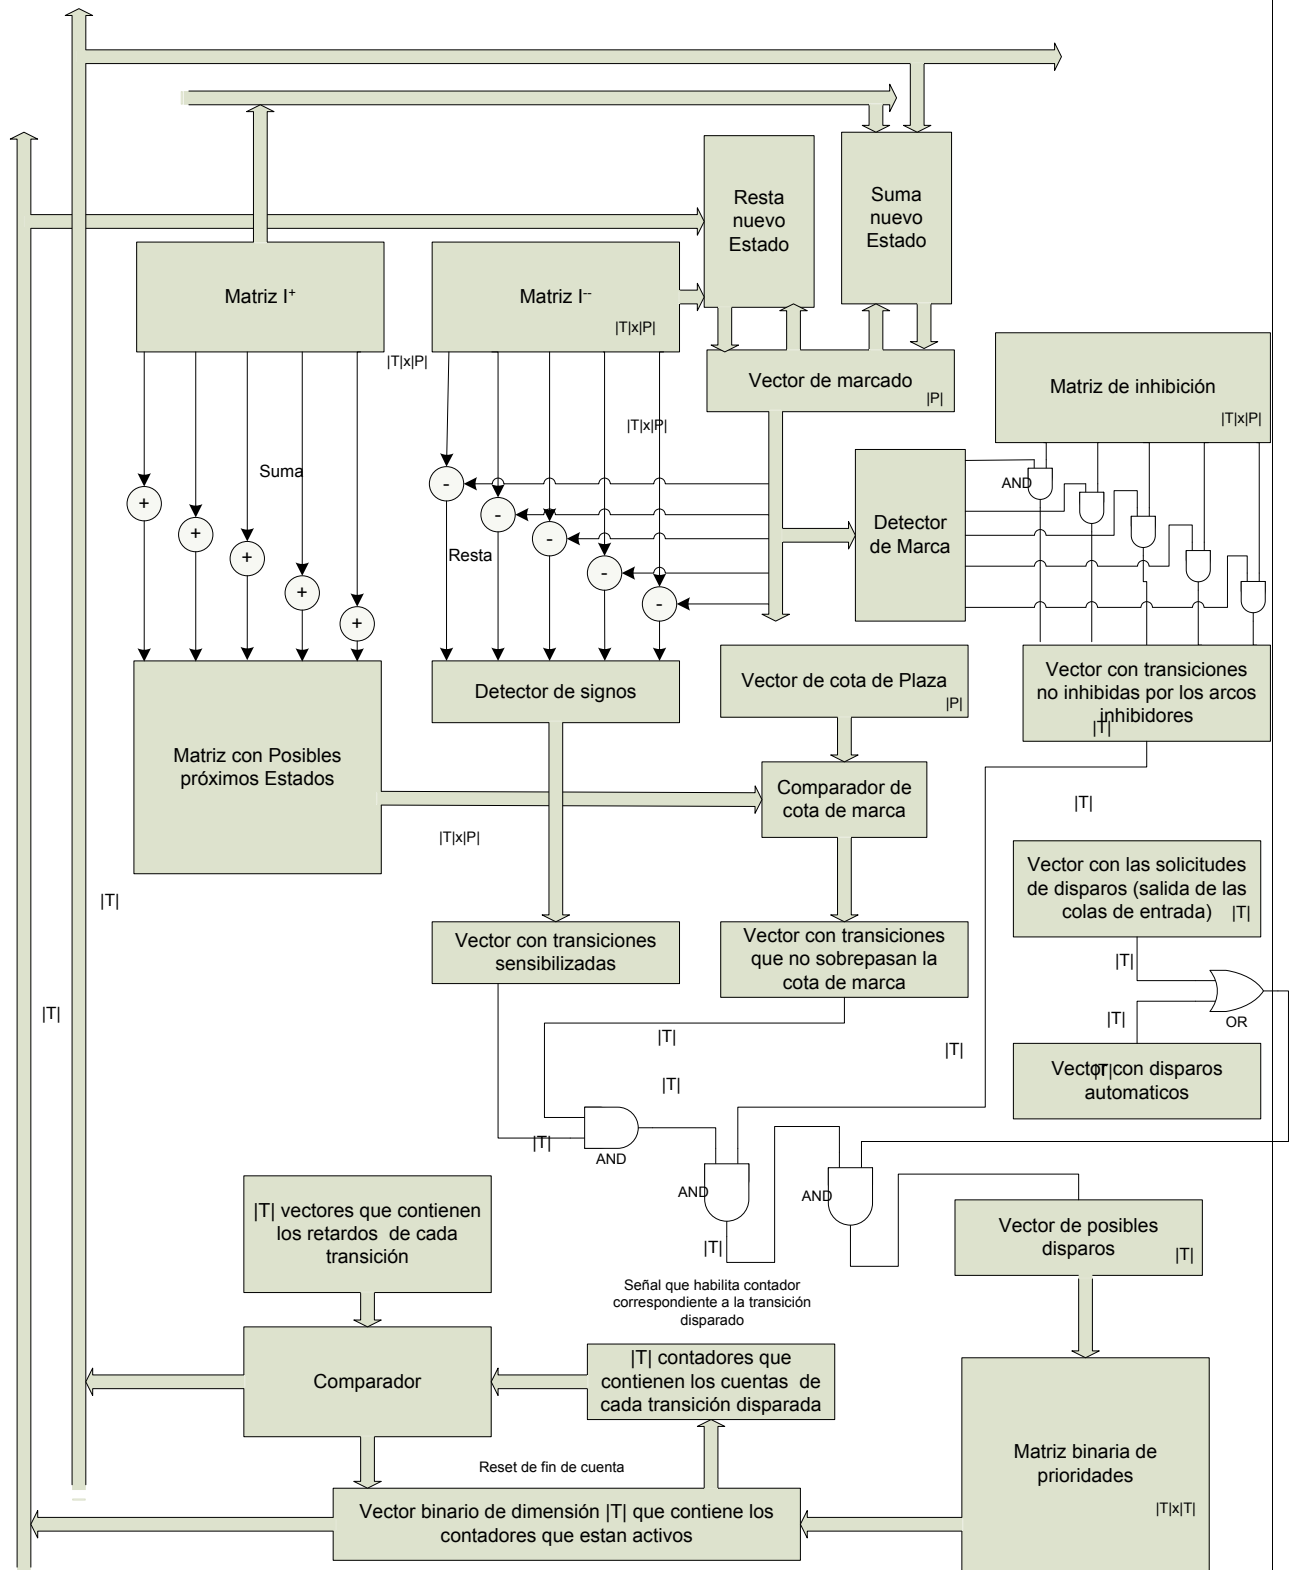 Resta
nuevo
Estado
Suma
nuevo
Estado
Matriz I+
Matriz I--
|T|x|P|
|T|x|P|
Vector de marcado
|P|
Matriz de inhibición
|T|x|P|
|T|x|P|
Suma
AND
Detector
de Marca
+
+
+
+
+
-
-
-
-
-
Resta
Detector de signos
Vector de cota de Plaza
|P|
Vector con transiciones
no inhibidas por los arcos
inhibidores
|T|
Matriz con Posibles
próximos Estados
Comparador de
cota de marca
|T|
|T|x|P|
|T|
Vector con las solicitudes
de disparos (salida de las
colas de entrada)
|T|
Vector con transiciones
sensibilizadas
Vector con transiciones
que no sobrepasan la
cota de marca
|T|
|T|
|T|
|T|
|T|
OR
|T|
Vector con disparos
automaticos
|T|
|T|
AND
AND
AND
|T| vectores que contienen
los retardos de cada
transición
Vector de posibles
disparos
|T|
|T|
Señal que habilita contador
correspondiente a la transición
disparado
Comparador
|T| contadores que
contienen los cuentas de
cada transición disparada
Matriz binaria de
prioridades
|T|x|T|
Reset de fin de cuenta
Vector binario de dimensión |T| que contiene los
contadores que estan activos